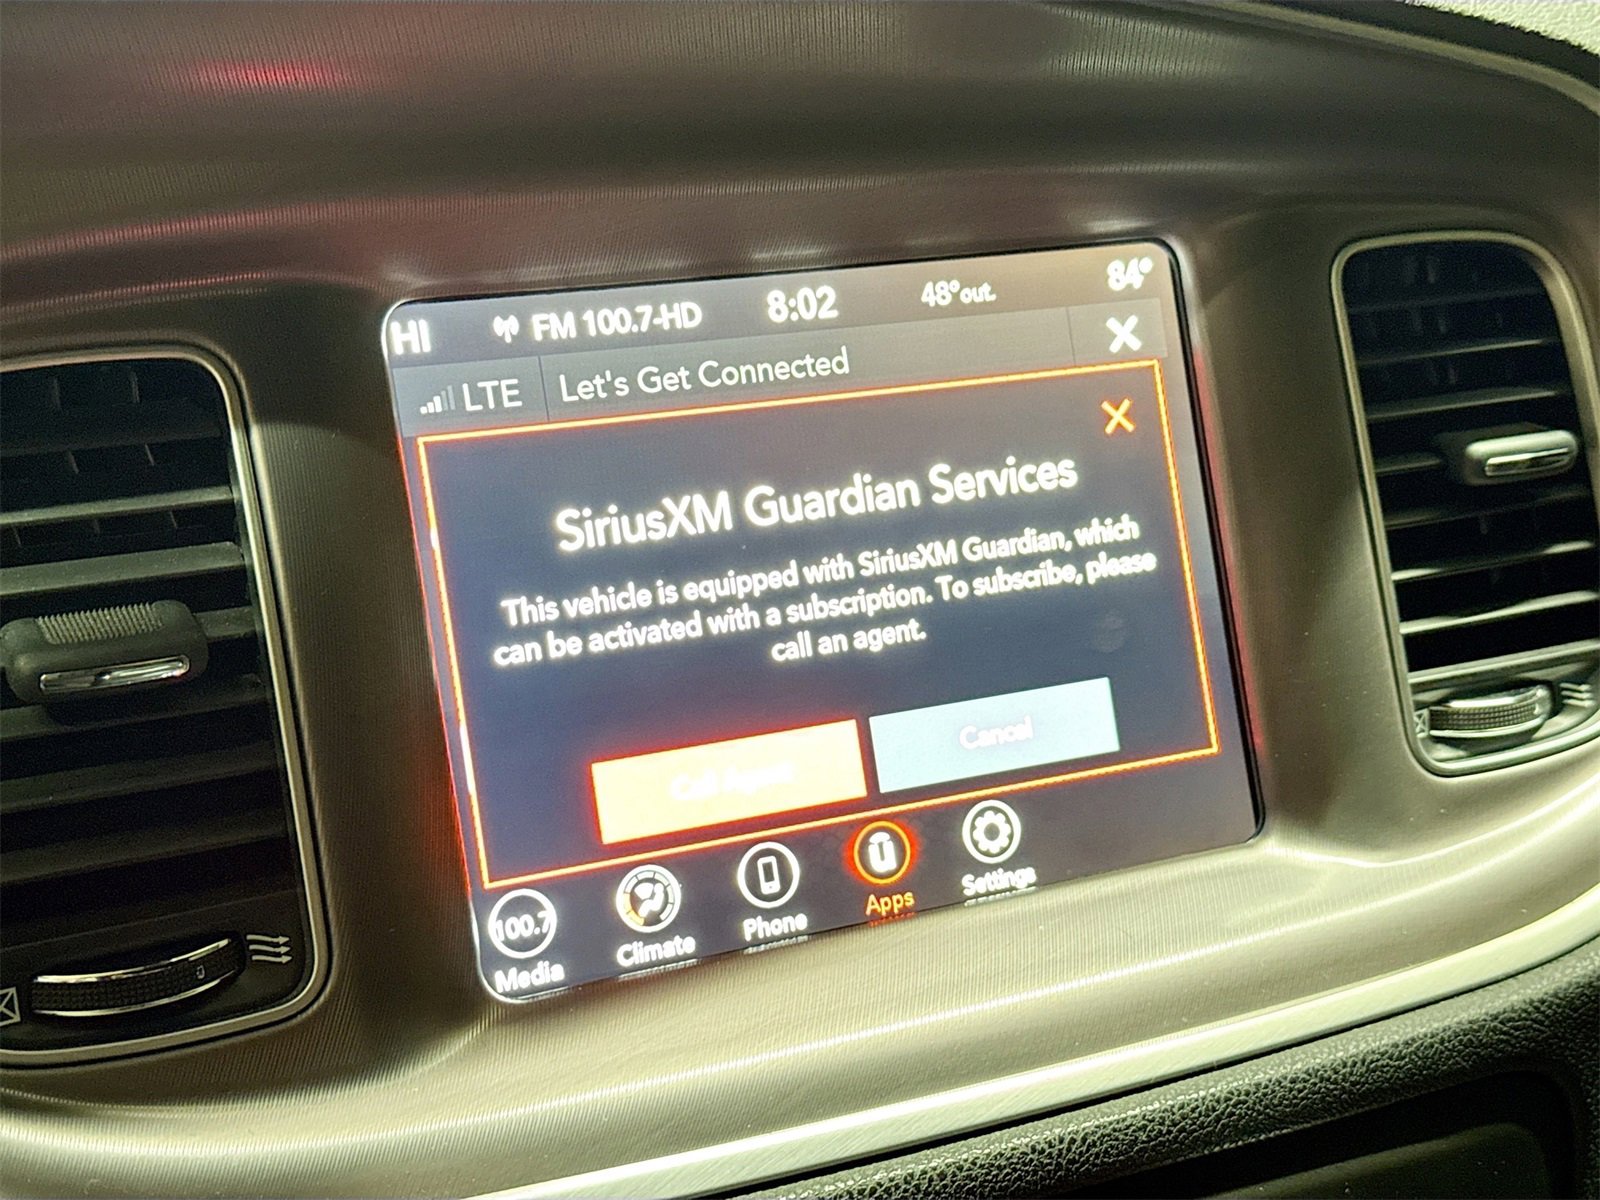 HI FM 100.7-HD 8:02 48° out. 84°
LTE Let's Get Connected
SiriusXM Guardian Services
This vehicle is equipped with SiriusXM Guardian, which
can be activated with a subscription. To subscribe, please
call an agent.
Call Agent Cancel
100.7
Media Climate Phone Apps Settings